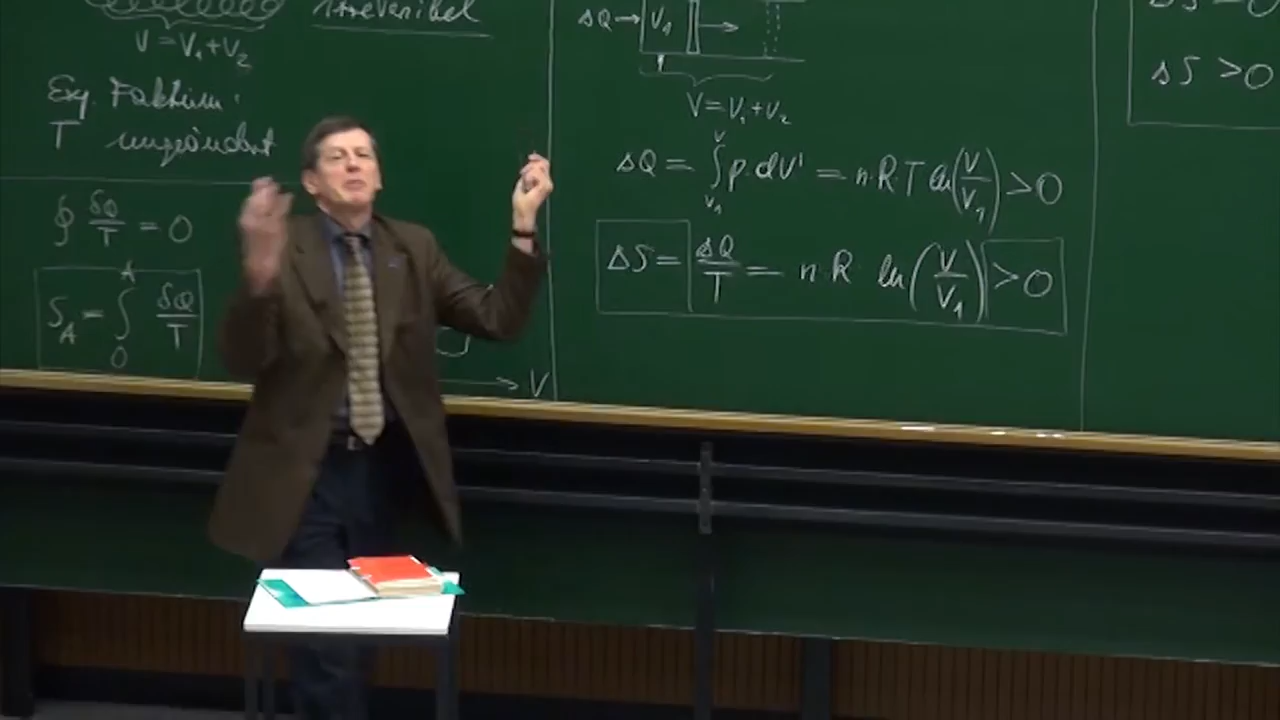 irreversibel
V = V₁ + V₂
Exp. Faktum:
T ungeändert
∮ δQ/T = 0
S_A = ∫₀^A δQ/T
V
ΔQ → V₁
V = V₁ + V₂
ΔQ = ∫_{V₁}^{V} p·dV' = n·R·T ln(V/V₁) > 0
ΔS = ΔQ/T = n·R ln(V/V₁) > 0
ΔS = 0
ΔS > 0